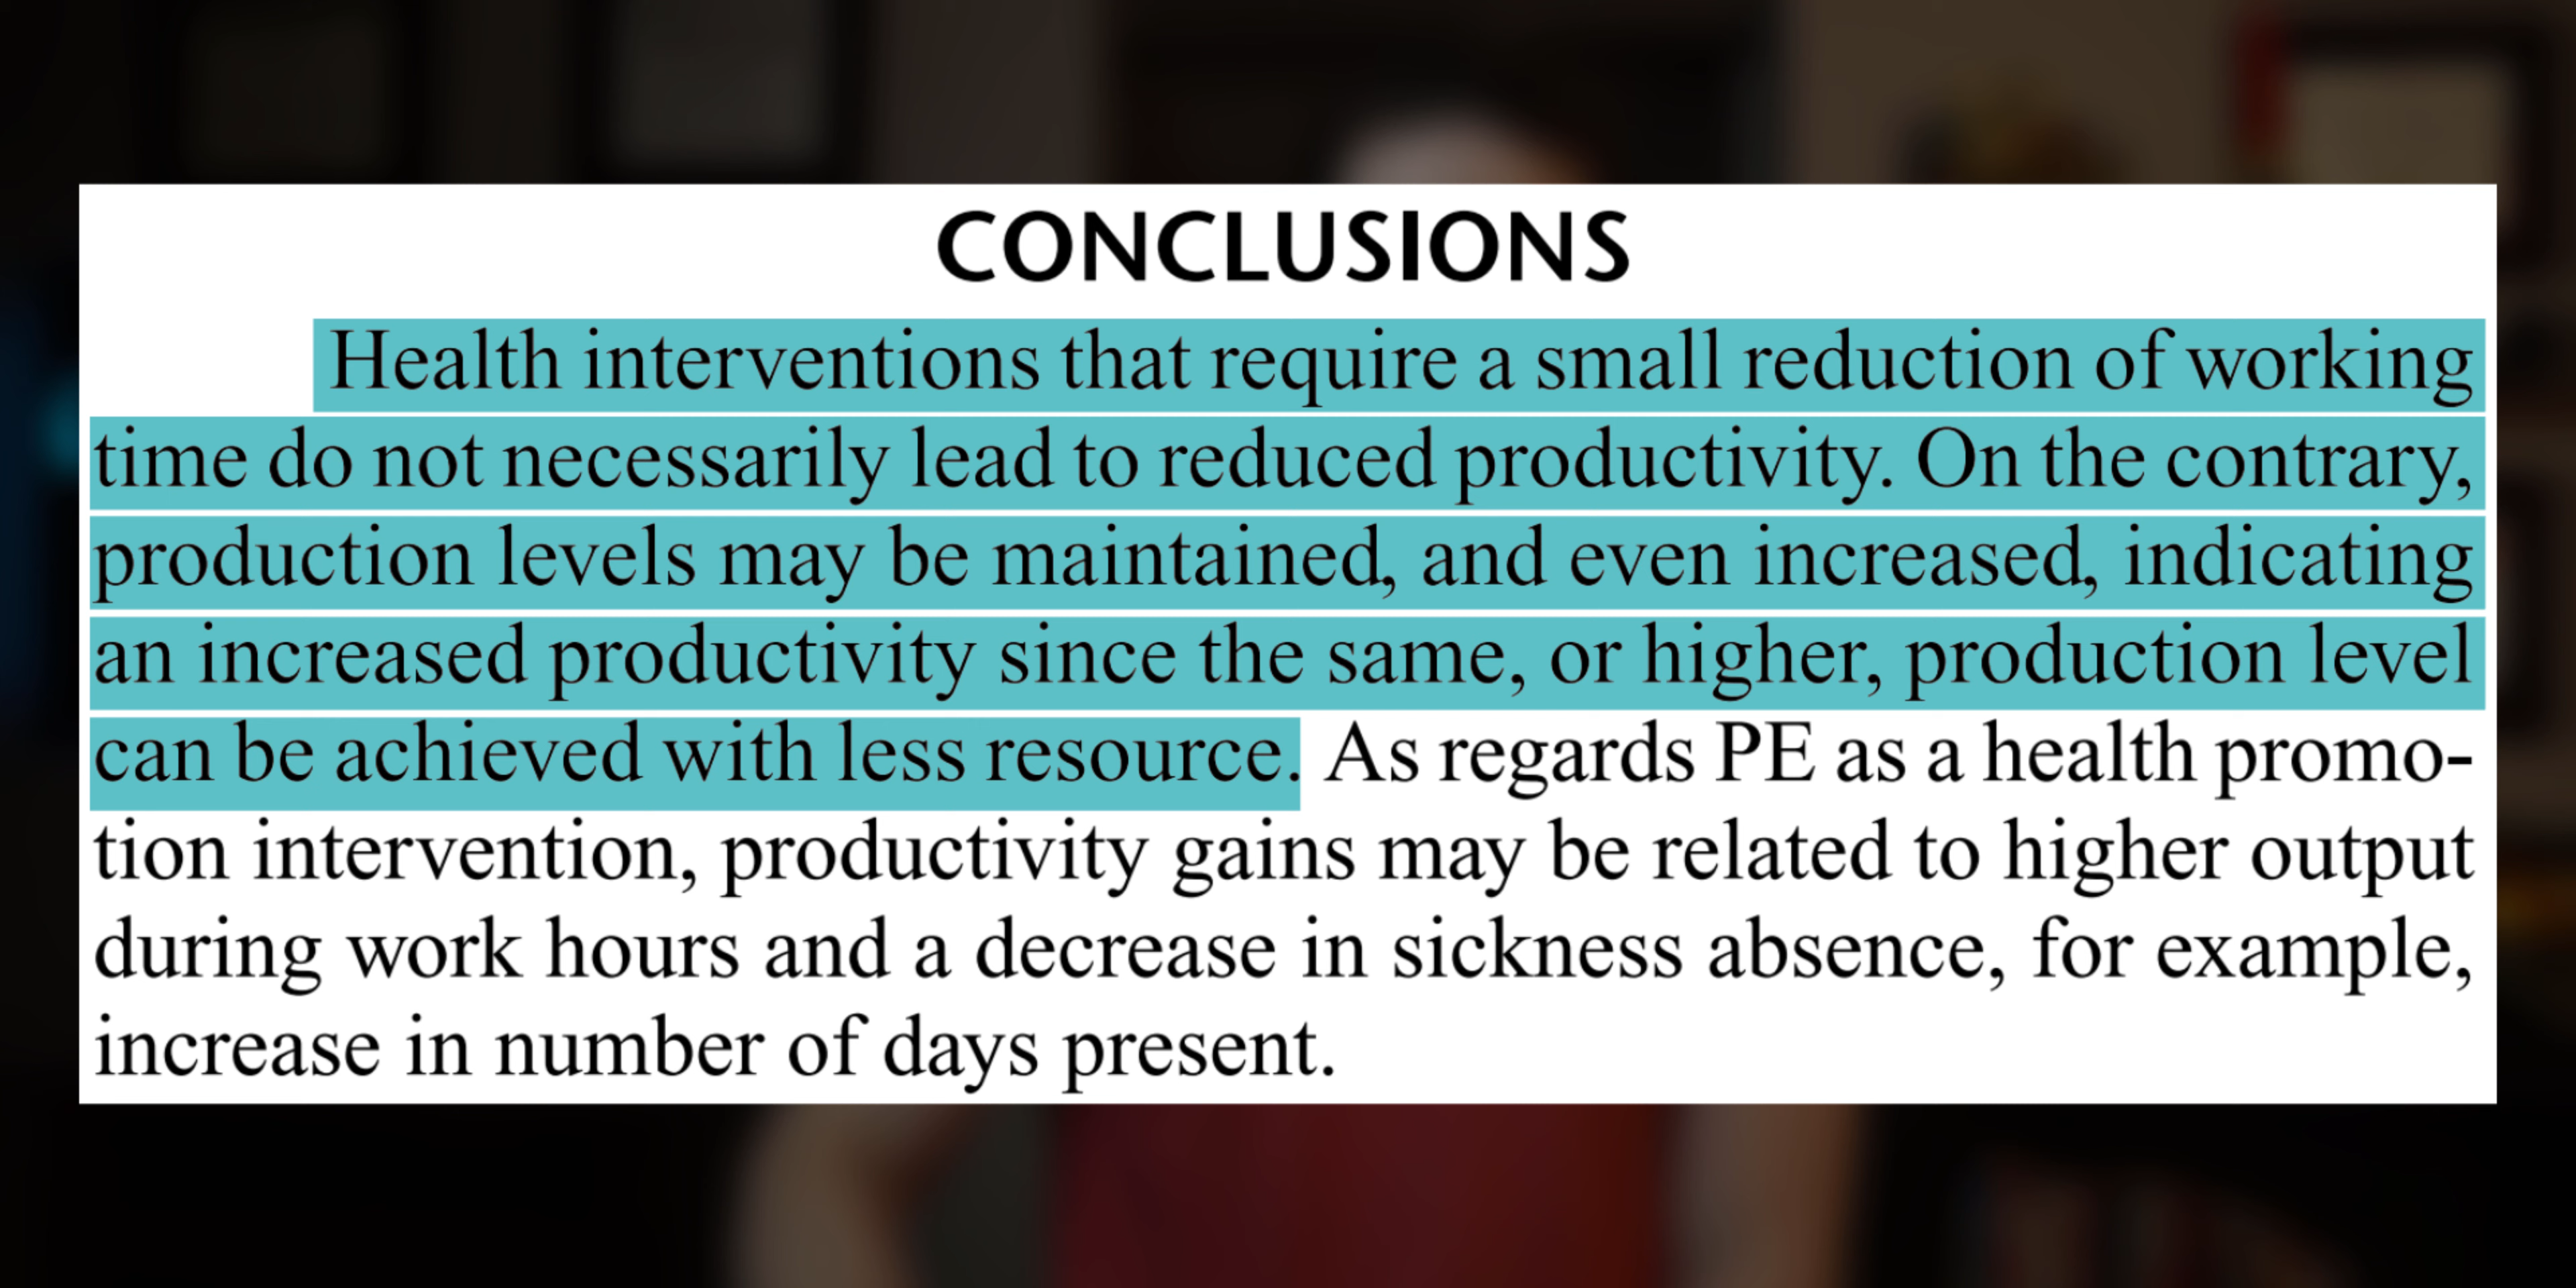 CONCLUSIONS
Health interventions that require a small reduction of working
time do not necessarily lead to reduced productivity. On the contrary,
production levels may be maintained, and even increased, indicating
an increased productivity since the same, or higher, production level
can be achieved with less resource. As regards PE as a health promo-
tion intervention, productivity gains may be related to higher output
during work hours and a decrease in sickness absence, for example,
increase in number of days present.